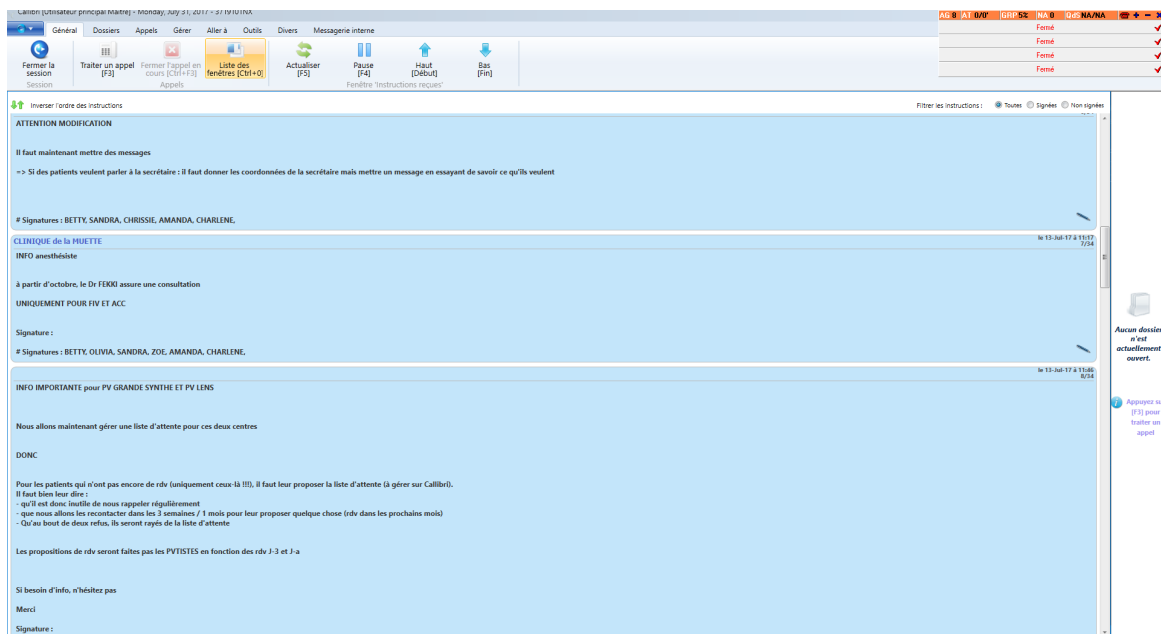 Callibri [Utilisateur principal Maitre] - Monday, July 31, 2017 - 3719101NX
AG 8 AT 0/0' GRP 5% NA 0 QdS NA/NA
Général Dossiers Appels Gérer Aller à Outils Divers Messagerie interne
Fermé
Fermé
Fermé
Fermé
Fermer la session
Traiter un appel [F3]
Fermer l'appel en cours [Ctrl+F3]
Liste des fenêtres [Ctrl+0]
Actualiser [F5]
Pause [F4]
Haut [Début]
Bas [Fin]
Session
Appels
Fenêtre 'Instructions reçues'
Inverser l'ordre des instructions
Filtrer les instructions : Toutes Signées Non signées
ATTENTION MODIFICATION
Il faut maintenant mettre des messages
=> Si des patients veulent parler à la secrétaire : il faut donner les coordonnées de la secrétaire mais mettre un message en essayant de savoir ce qu'ils veulent
# Signatures : BETTY, SANDRA, CHRISSIE, AMANDA, CHARLENE,
CLINIQUE de la MUETTE
le 13-Jul-17 à 11:17
7/34
INFO anesthésiste
à partir d'octobre, le Dr FEKKI assure une consultation
UNIQUEMENT POUR FIV ET ACC
Signature :
# Signatures : BETTY, OLIVIA, SANDRA, ZOE, AMANDA, CHARLENE,
le 13-Jul-17 à 11:46
8/34
INFO IMPORTANTE pour PV GRANDE SYNTHE ET PV LENS
Nous allons maintenant gérer une liste d'attente pour ces deux centres
DONC
Pour les patients qui n'ont pas encore de rdv (uniquement ceux-là !!!), il faut leur proposer la liste d'attente (à gérer sur Callibri).
Il faut bien leur dire :
- qu'il est donc inutile de nous rappeler régulièrement
- que nous allons les recontacter dans les 3 semaines / 1 mois pour leur proposer quelque chose (rdv dans les prochains mois)
- Qu'au bout de deux refus, ils seront rayés de la liste d'attente
Les propositions de rdv seront faites pas les PVTISTES en fonction des rdv J-3 et J-a
Si besoin d'info, n'hésitez pas
Merci
Signature :
Aucun dossier
n'est
actuellement
ouvert.
Appuyez su
[F3] pour
traiter un
appel